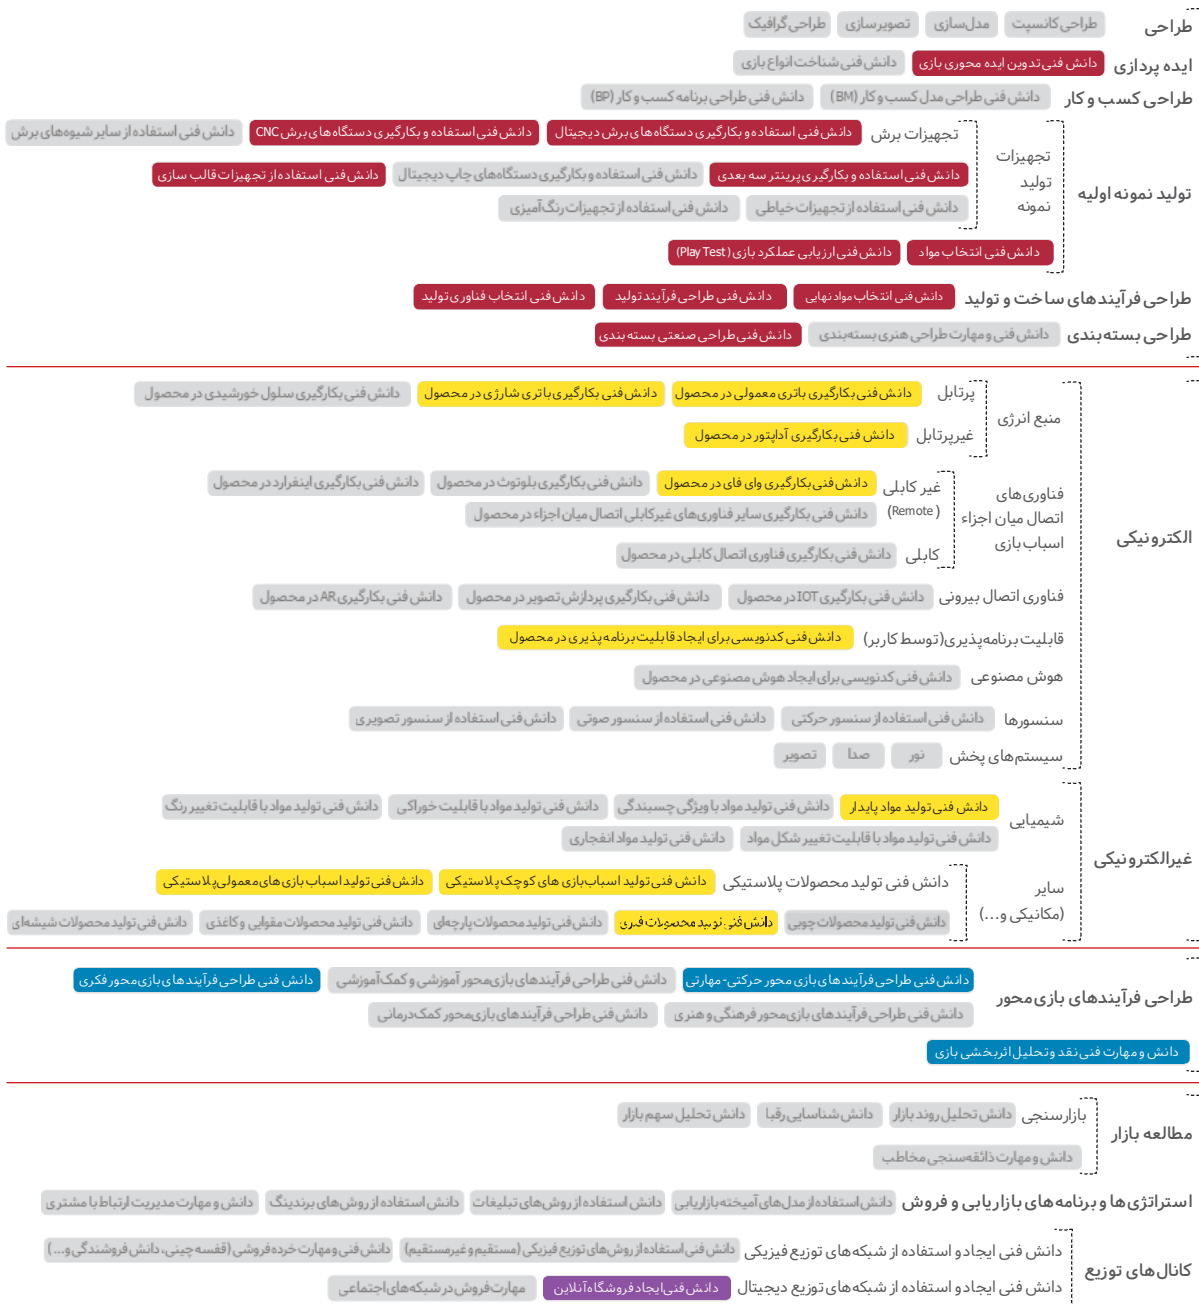 طراحی طراحی کانسپت مدل‌سازی تصویرسازی طراحی گرافیک
ایده پردازی دانش فنی تدوین ایده محوری بازی دانش فنی شناخت انواع بازی
طراحی کسب و کار دانش فنی طراحی مدل کسب و کار (BM) دانش فنی طراحی برنامه کسب و کار (BP)
تولید نمونه اولیه
تجهیزات
تولید
نمونه
تجهیزات برش دانش فنی استفاده و بکارگیری دستگاه‌های برش دیجیتال دانش فنی استفاده و بکارگیری دستگاه‌های برش CNC دانش فنی استفاده از سایر شیوه‌های برش
دانش فنی استفاده و بکارگیری پرینتر سه بعدی دانش فنی استفاده و بکارگیری دستگاه‌های چاپ دیجیتال دانش فنی استفاده از تجهیزات قالب سازی
دانش فنی استفاده از تجهیزات خیاطی دانش فنی استفاده از تجهیزات رنگ‌آمیزی
دانش فنی انتخاب مواد دانش فنی ارزیابی عملکرد بازی (Play Test)
طراحی فرآیندهای ساخت و تولید دانش فنی انتخاب مواد نهایی دانش فنی طراحی فرآیند تولید دانش فنی انتخاب فناوری تولید
طراحی بسته‌بندی دانش فنی و مهارت طراحی هنری بسته‌بندی دانش فنی طراحی صنعتی بسته بندی
الکترونیکی
منبع انرژی
پرتابل دانش فنی بکارگیری باتری معمولی در محصول دانش فنی بکارگیری باتری شارژی در محصول دانش فنی بکارگیری سلول خورشیدی در محصول
غیرپرتابل دانش فنی بکارگیری آداپتور در محصول
فناوری‌های
اتصال میان اجزاء
اسباب‌بازی
غیر کابلی دانش فنی بکارگیری وای فای در محصول دانش فنی بکارگیری بلوتوث در محصول دانش فنی بکارگیری اینفرارد در محصول
(Remote) دانش فنی بکارگیری سایر فناوری‌های غیرکابلی اتصال میان اجزاء در محصول
کابلی دانش فنی بکارگیری فناوری اتصال کابلی در محصول
فناوری اتصال بیرونی دانش فنی بکارگیری IOT در محصول دانش فنی بکارگیری پردازش تصویر در محصول دانش فنی بکارگیری AR در محصول
قابلیت برنامه‌پذیری(توسط کاربر) دانش فنی کدنویسی برای ایجاد قابلیت برنامه پذیری در محصول
هوش مصنوعی دانش فنی کدنویسی برای ایجاد هوش مصنوعی در محصول
سنسورها دانش فنی استفاده از سنسور حرکتی دانش فنی استفاده از سنسور صوتی دانش فنی استفاده از سنسور تصویری
سیستم‌های پخش نور صدا تصویر
غیرالکترونیکی
شیمیایی دانش فنی تولید مواد پایدار دانش فنی تولید مواد با ویژگی چسبندگی دانش فنی تولید مواد با قابلیت خوراکی دانش فنی تولید مواد با قابلیت تغییر رنگ
دانش فنی تولید مواد با قابلیت تغییر شکل مواد دانش فنی تولید مواد انفجاری
سایر
(مکانیکی و...)
دانش فنی تولید محصولات پلاستیکی دانش فنی تولید اسباب‌بازی های کوچک پلاستیکی دانش فنی تولید اسباب بازی های معمولی پلاستیکی
دانش فنی تولید محصولات چوبی دانش فنی تولید محصولات فنری دانش فنی تولید محصولات پارچه‌ای دانش فنی تولید محصولات مقوایی و کاغذی دانش فنی تولید محصولات شیشه‌ای
طراحی فرآیندهای بازی‌محور
دانش فنی طراحی فرآیندهای بازی محور حرکتی-مهارتی دانش فنی طراحی فرآیندهای بازی‌محور آموزشی و کمک‌آموزشی دانش فنی طراحی فرآیندهای بازی‌محور فکری
دانش فنی طراحی فرآیندهای بازی‌محور فرهنگی و هنری دانش فنی طراحی فرآیندهای بازی‌محور کمک‌درمانی
دانش و مهارت فنی نقد و تحلیل اثربخشی بازی
مطالعه بازار
بازارسنجی دانش تحلیل روند بازار دانش شناسایی رقبا دانش تحلیل سهم بازار
دانش و مهارت ذائقه‌سنجی مخاطب
استراتژی‌ها و برنامه‌های بازاریابی و فروش دانش استفاده از مدل‌های آمیخته بازاریابی دانش استفاده از روش‌های تبلیغات دانش استفاده از روش‌های برندینگ دانش و مهارت مدیریت ارتباط با مشتری
کانال‌های توزیع
دانش فنی ایجاد و استفاده از شبکه‌های توزیع فیزیکی دانش فنی استفاده از روش‌های توزیع فیزیکی (مستقیم و غیرمستقیم) دانش فنی و مهارت خرده‌فروشی (قفسه چینی، دانش فروشندگی و...)
دانش فنی ایجاد و استفاده از شبکه‌های توزیع دیجیتال دانش فنی ایجاد فروشگاه آنلاین مهارت فروش در شبکه‌های اجتماعی